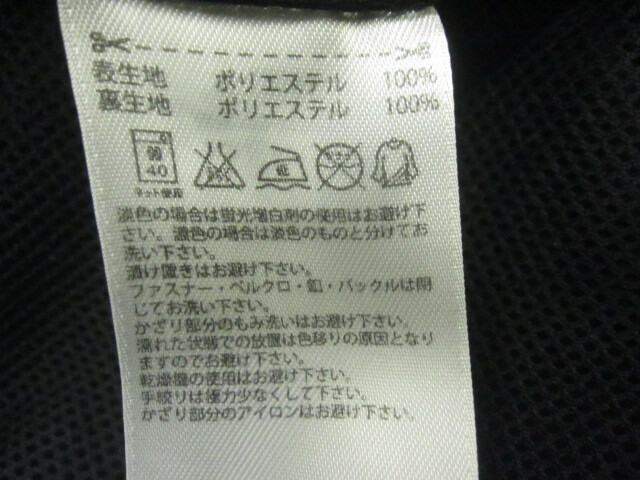 表生地 ポリエステル 100%
裏生地 ポリエステル 100%
弱
40
ネット使用
低
淡色の場合は蛍光増白剤の使用はお避け下
さい。濃色の場合は淡色のものと分けてお
洗い下さい。
漬け置きはお避け下さい。
ファスナー・ベルクロ・釦・バックルは閉
じてお洗い下さい。
かざり部分のもみ洗いはお避け下さい。
濡れた状態での放置は色移りの原因となり
ますのでお避け下さい。
乾燥機の使用はお避け下さい。
手絞りは極力少なくして下さい。
かざり部分のアイロンはお避け下さい。